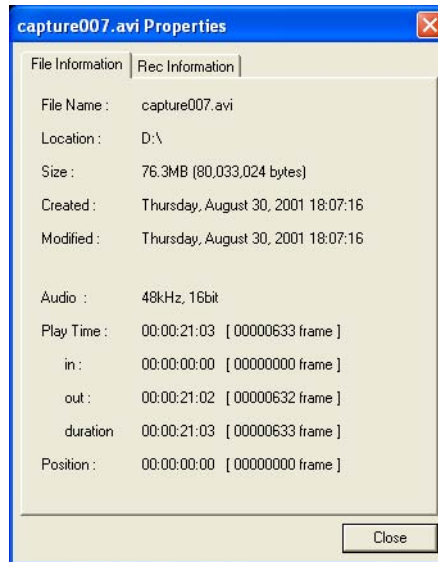 capture007.avi Properties
File Information Rec Information
File Name : capture007.avi
Location : D:\
Size : 76.3MB (80,033,024 bytes)
Created : Thursday, August 30, 2001 18:07:16
Modified : Thursday, August 30, 2001 18:07:16
Audio : 48kHz, 16bit
Play Time : 00:00:21:03 [ 00000633 frame ]
in : 00:00:00:00 [ 00000000 frame ]
out : 00:00:21:02 [ 00000632 frame ]
duration 00:00:21:03 [ 00000633 frame ]
Position : 00:00:00:00 [ 00000000 frame ]
Close